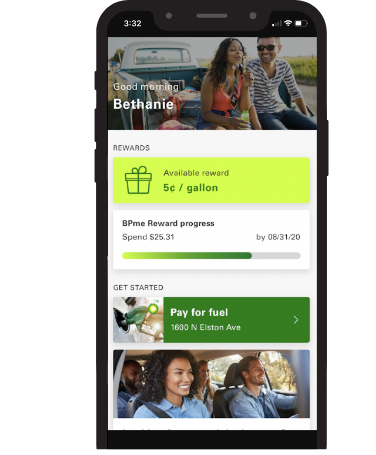 3:32
Good morning
Bethanie
REWARDS
Available reward
5¢ / gallon
BPme Reward progress
Spend $25.31 by 08/31/20
GET STARTED
Pay for fuel
1600 N Elston Ave